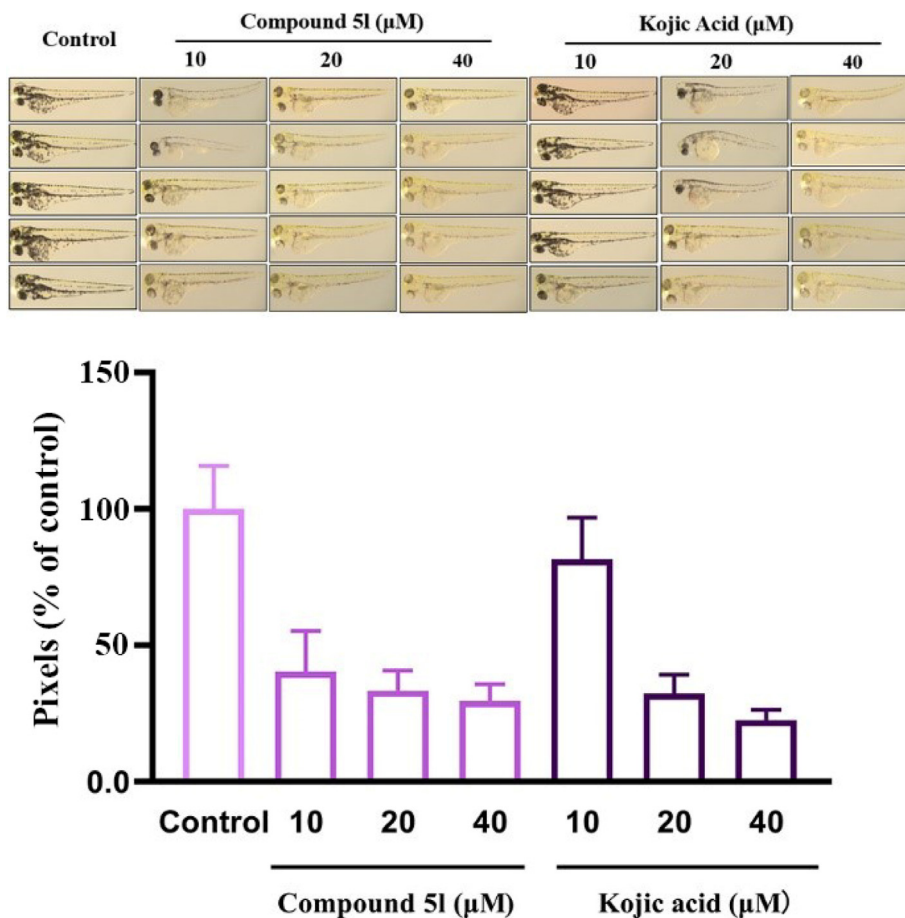 Control Compound 5l (μM) Kojic Acid (μM)
10 20 40 10 20 40
150
100
50
0.0
Pixels (% of control)
Control 10 20 40 10 20 40
Compound 5l (μM) Kojic acid (μM)